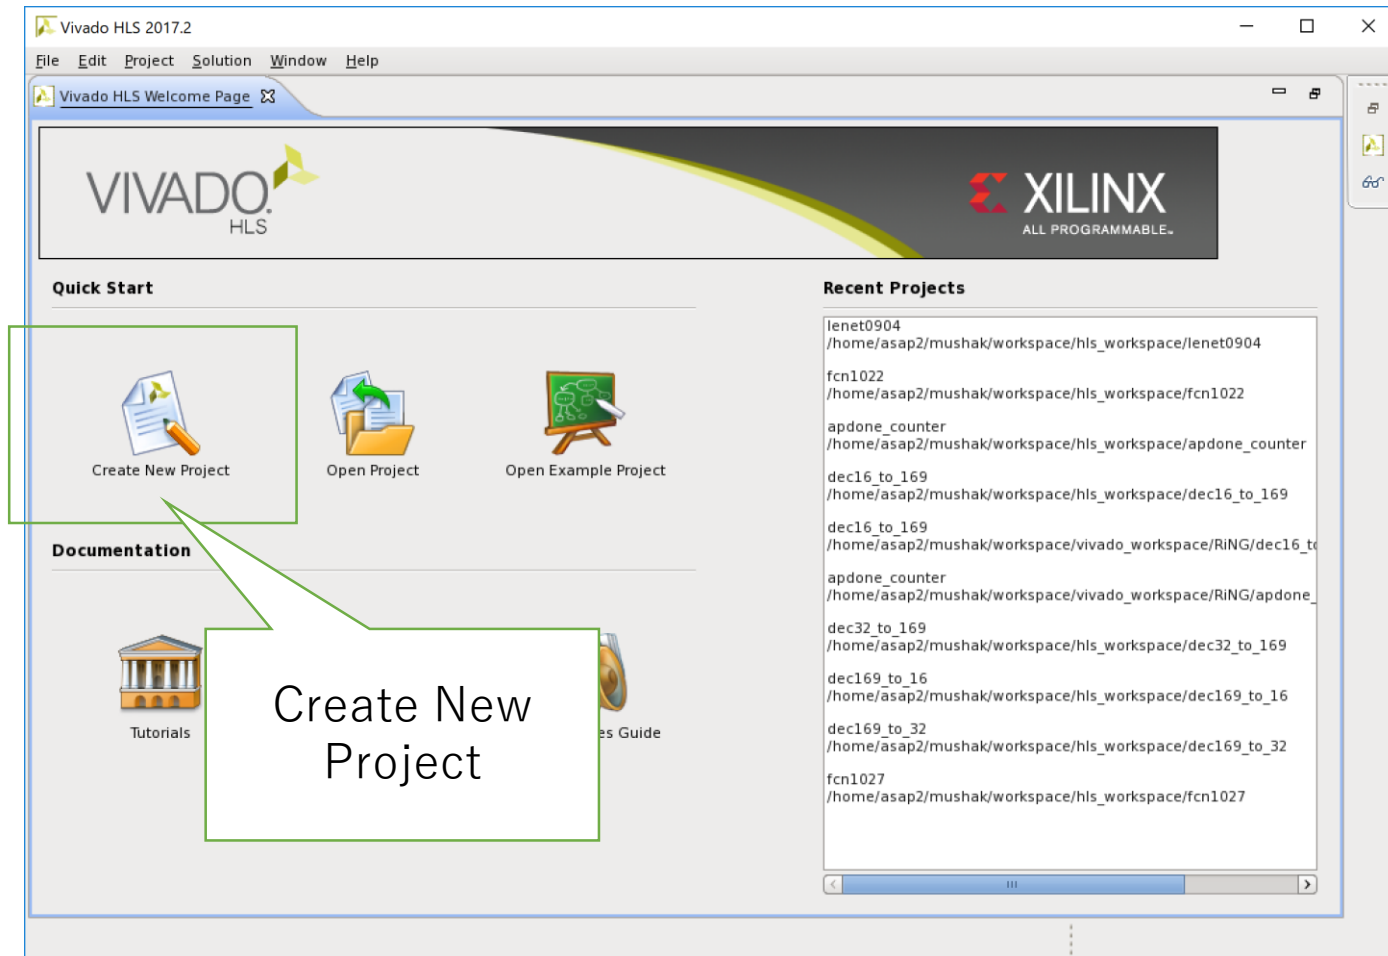 Vivado HLS 2017.2
File Edit Project Solution Window Help
Vivado HLS Welcome Page
VIVADO.
HLS
XILINX
ALL PROGRAMMABLE™
Quick Start
Create New Project
Open Project
Open Example Project
Documentation
Tutorials
es Guide
Create New
Project
Recent Projects
lenet0904
/home/asap2/mushak/workspace/hls_workspace/lenet0904
fcn1022
/home/asap2/mushak/workspace/hls_workspace/fcn1022
apdone_counter
/home/asap2/mushak/workspace/hls_workspace/apdone_counter
dec16_to_169
/home/asap2/mushak/workspace/hls_workspace/dec16_to_169
dec16_to_169
/home/asap2/mushak/workspace/vivado_workspace/RiNG/dec16_to
apdone_counter
/home/asap2/mushak/workspace/vivado_workspace/RiNG/apdone_
dec32_to_169
/home/asap2/mushak/workspace/hls_workspace/dec32_to_169
dec169_to_16
/home/asap2/mushak/workspace/hls_workspace/dec169_to_16
dec169_to_32
/home/asap2/mushak/workspace/hls_workspace/dec169_to_32
fcn1027
/home/asap2/mushak/workspace/hls_workspace/fcn1027